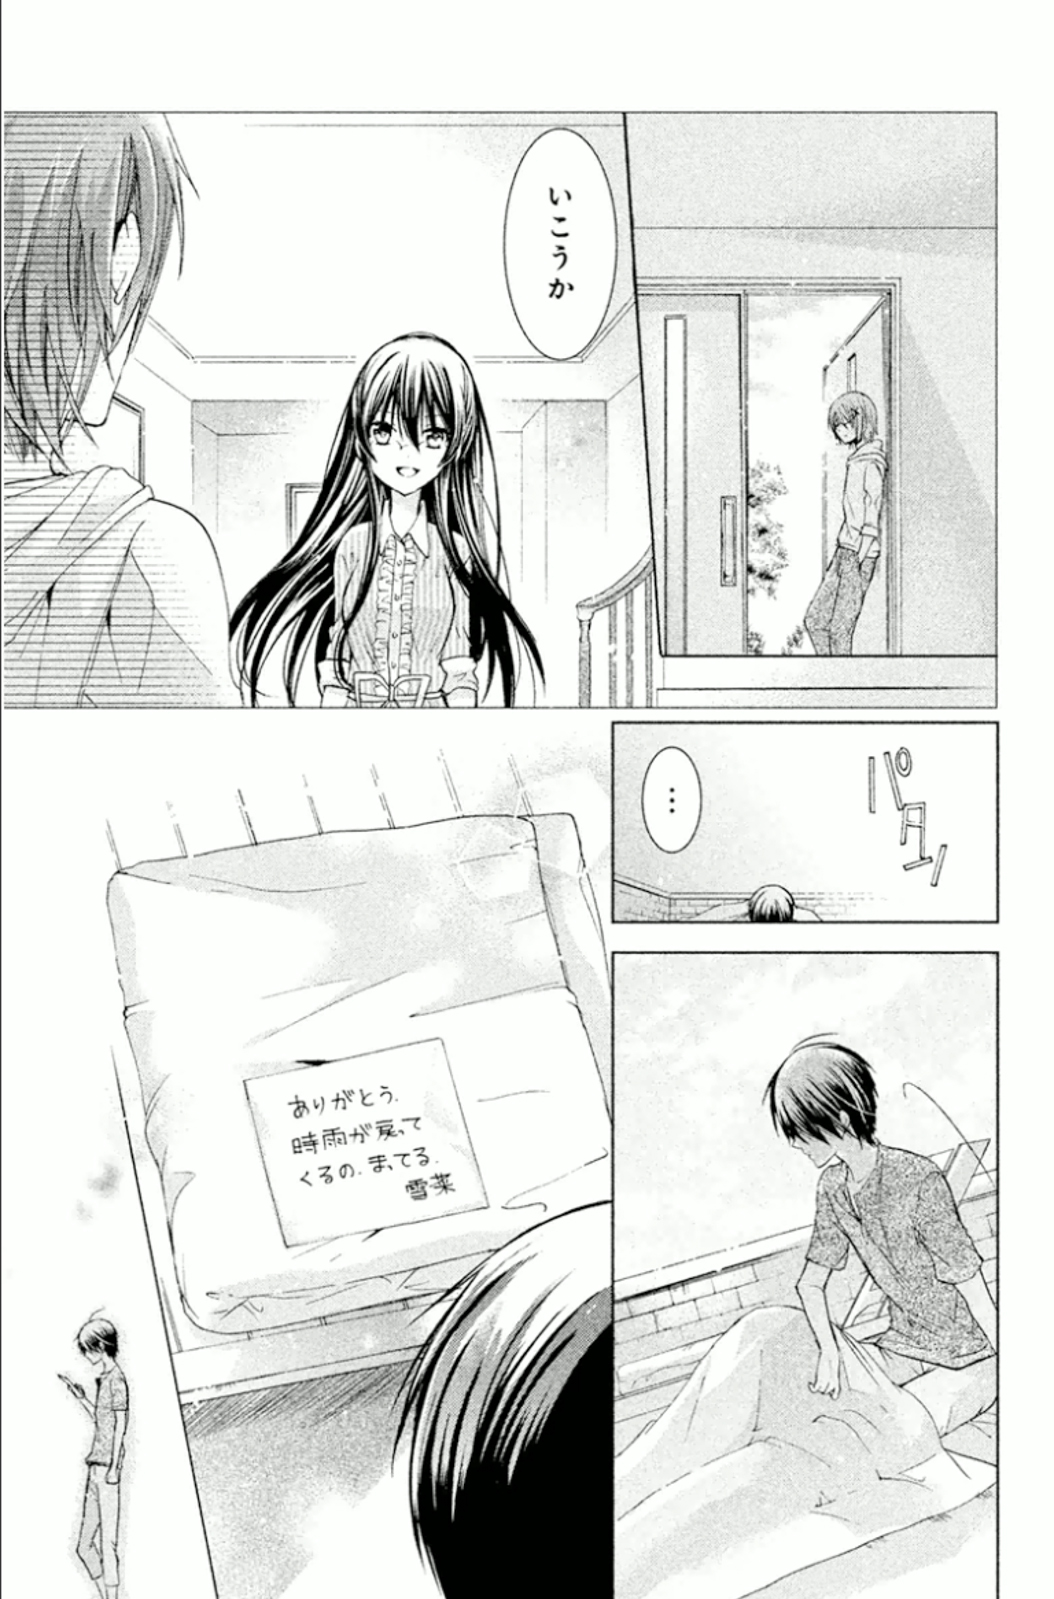 いこうか
パタン
…
ありがとう.
時雨が戻って
くるの.まってる.
雪菜